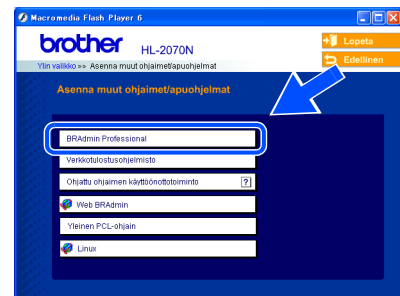 Macromedia Flash Player 6
brother HL-2070N
Lopeta
Edellinen
Ylin valikko >> Asenna muut ohjaimet/apuohjelmat
Asenna muut ohjaimet/apuohjelmat
BRAdmin Professional
Verkkotulostusohjelmisto
Ohjattu ohjaimen käyttöönottotoiminto ?
Web BRAdmin
Yleinen PCL-ohjain
Linux